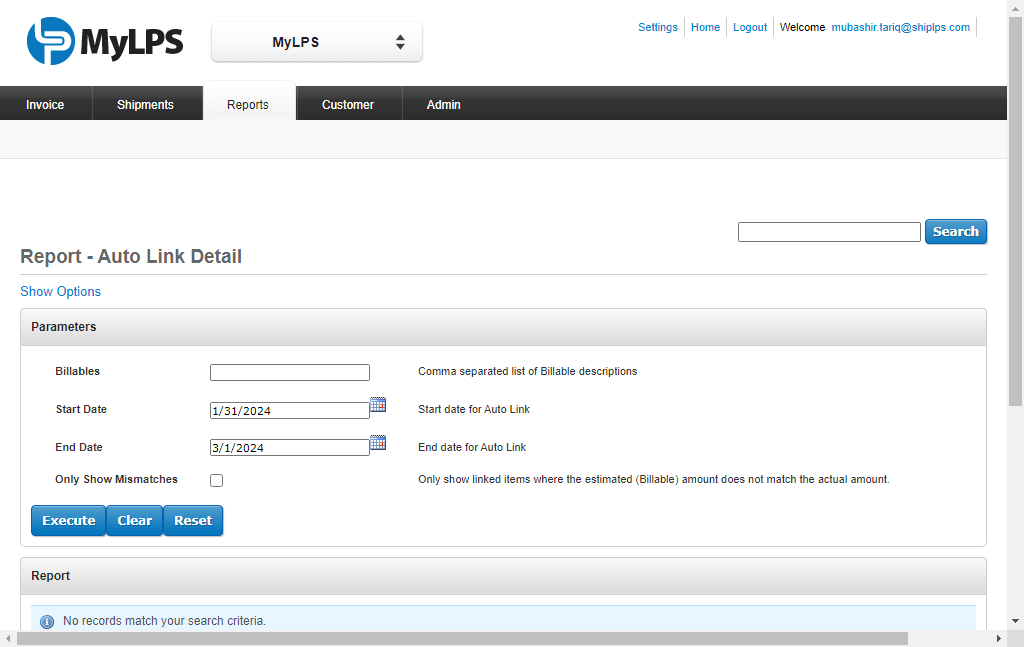 MyLPS
MyLPS
Settings Home Logout Welcome mubashir.tariq@shiplps.com
Invoice Shipments Reports Customer Admin
Search
Report - Auto Link Detail
Show Options
Parameters
Billables Comma separated list of Billable descriptions
Start Date 1/31/2024 Start date for Auto Link
End Date 3/1/2024 End date for Auto Link
Only Show Mismatches Only show linked items where the estimated (Billable) amount does not match the actual amount.
Execute Clear Reset
Report
No records match your search criteria.